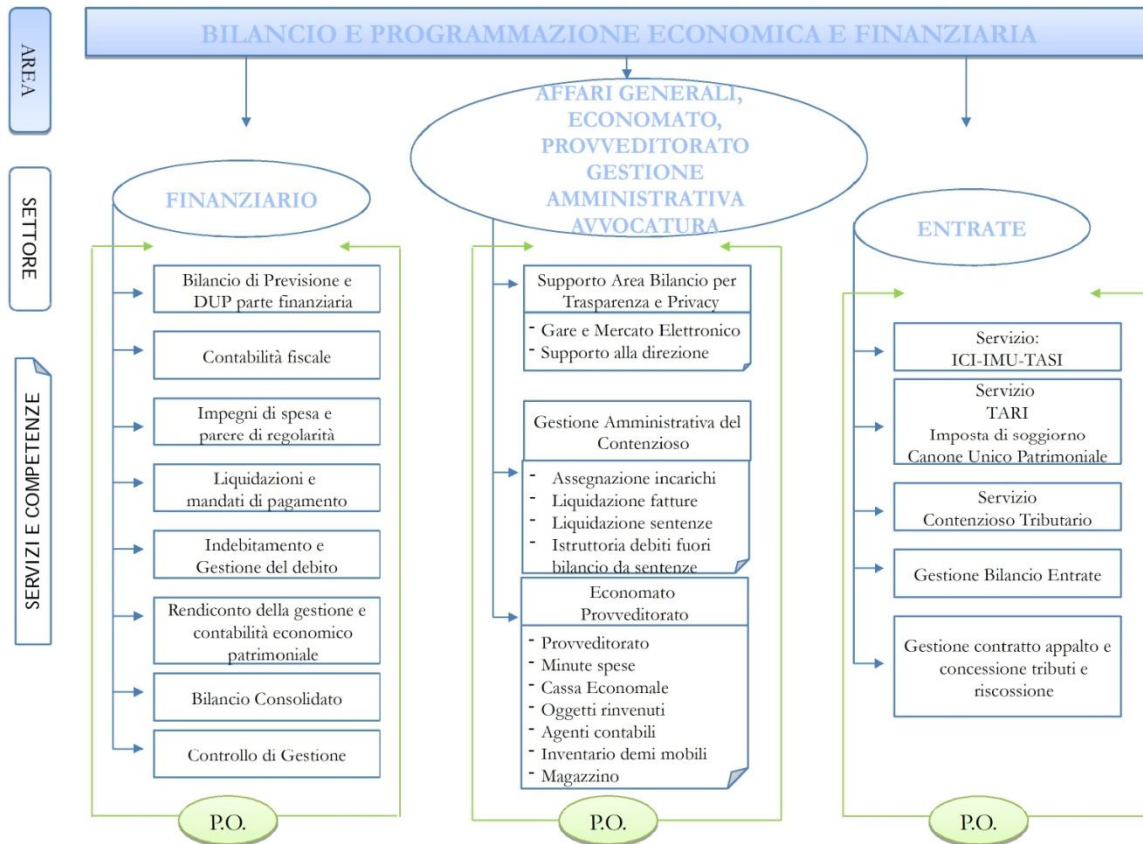 AREA
BILANCIO E PROGRAMMAZIONE ECONOMICA E FINANZIARIA
SETTORE
SERVIZI E COMPETENZE
FINANZIARIO
Bilancio di Previsione e
DUP parte finanziaria
Contabilità fiscale
Impegni di spesa e
parere di regolarità
Liquidazioni e
mandati di pagamento
Indebitamento e
Gestione del debito
Rendiconto della gestione e
contabilità economico
patrimoniale
Bilancio Consolidato
Controllo di Gestione
P.O.
AFFARI GENERALI,
ECONOMATO,
PROVVEDITORATO
GESTIONE
AMMINISTRATIVA
AVVOCATURA
Supporto Area Bilancio per
Trasparenza e Privacy
- Gare e Mercato Elettronico
- Supporto alla direzione
Gestione Amministrativa del
Contenzioso
- Assegnazione incarichi
- Liquidazione fatture
- Liquidazione sentenze
- Istruttoria debiti fuori
bilancio da sentenze
Economato
Provveditorato
- Provveditorato
- Minute spese
- Cassa Economale
- Oggetti rinvenuti
- Agenti contabili
- Inventario demi mobili
- Magazzino
P.O.
ENTRATE
Servizio:
ICI-IMU-TASI
Servizio
TARI
Imposta di soggiorno
Canone Unico Patrimoniale
Servizio
Contenzioso Tributario
Gestione Bilancio Entrate
Gestione contratto appalto e
concessione tributi e
riscossione
P.O.